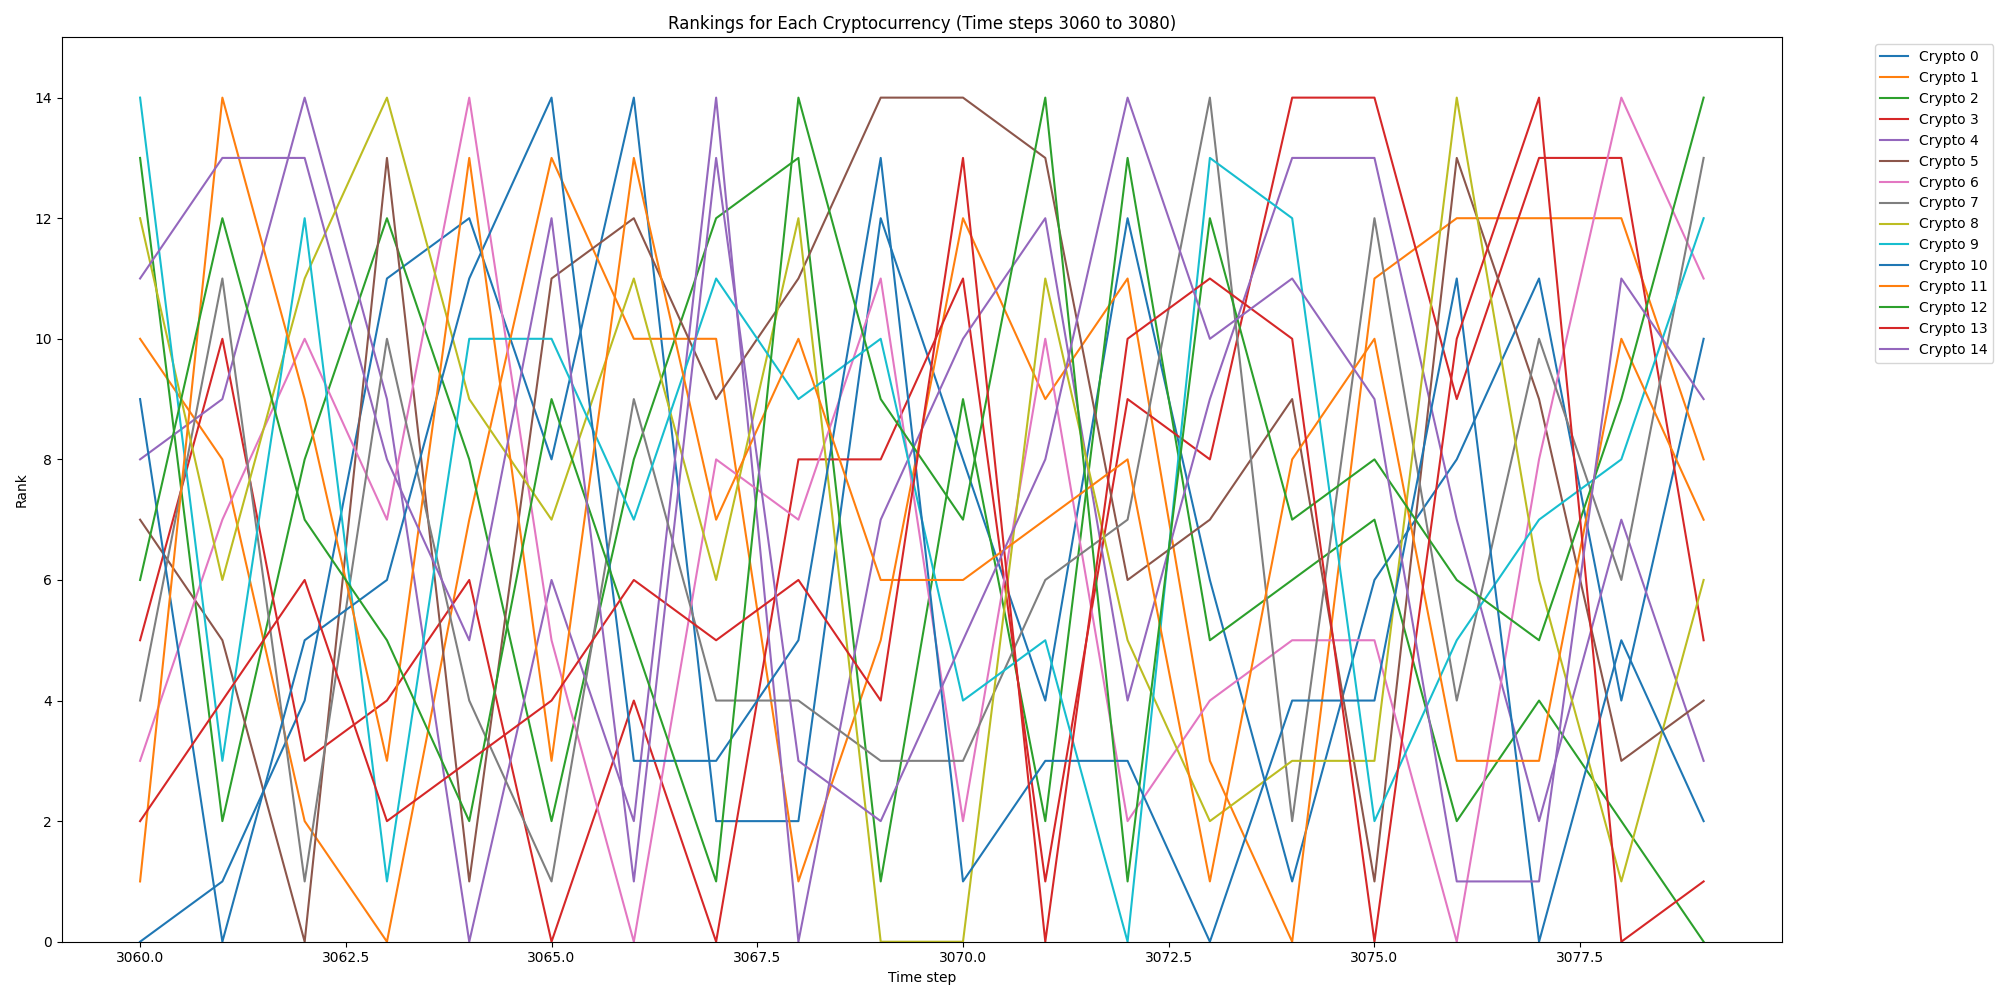 Rankings for Each Cryptocurrency (Time steps 3060 to 3080)
Rank
14
12
10
8
6
4
2
0
3060.0 3062.5 3065.0 3067.5 3070.0 3072.5 3075.0 3077.5
Time step
Crypto 0
Crypto 1
Crypto 2
Crypto 3
Crypto 4
Crypto 5
Crypto 6
Crypto 7
Crypto 8
Crypto 9
Crypto 10
Crypto 11
Crypto 12
Crypto 13
Crypto 14